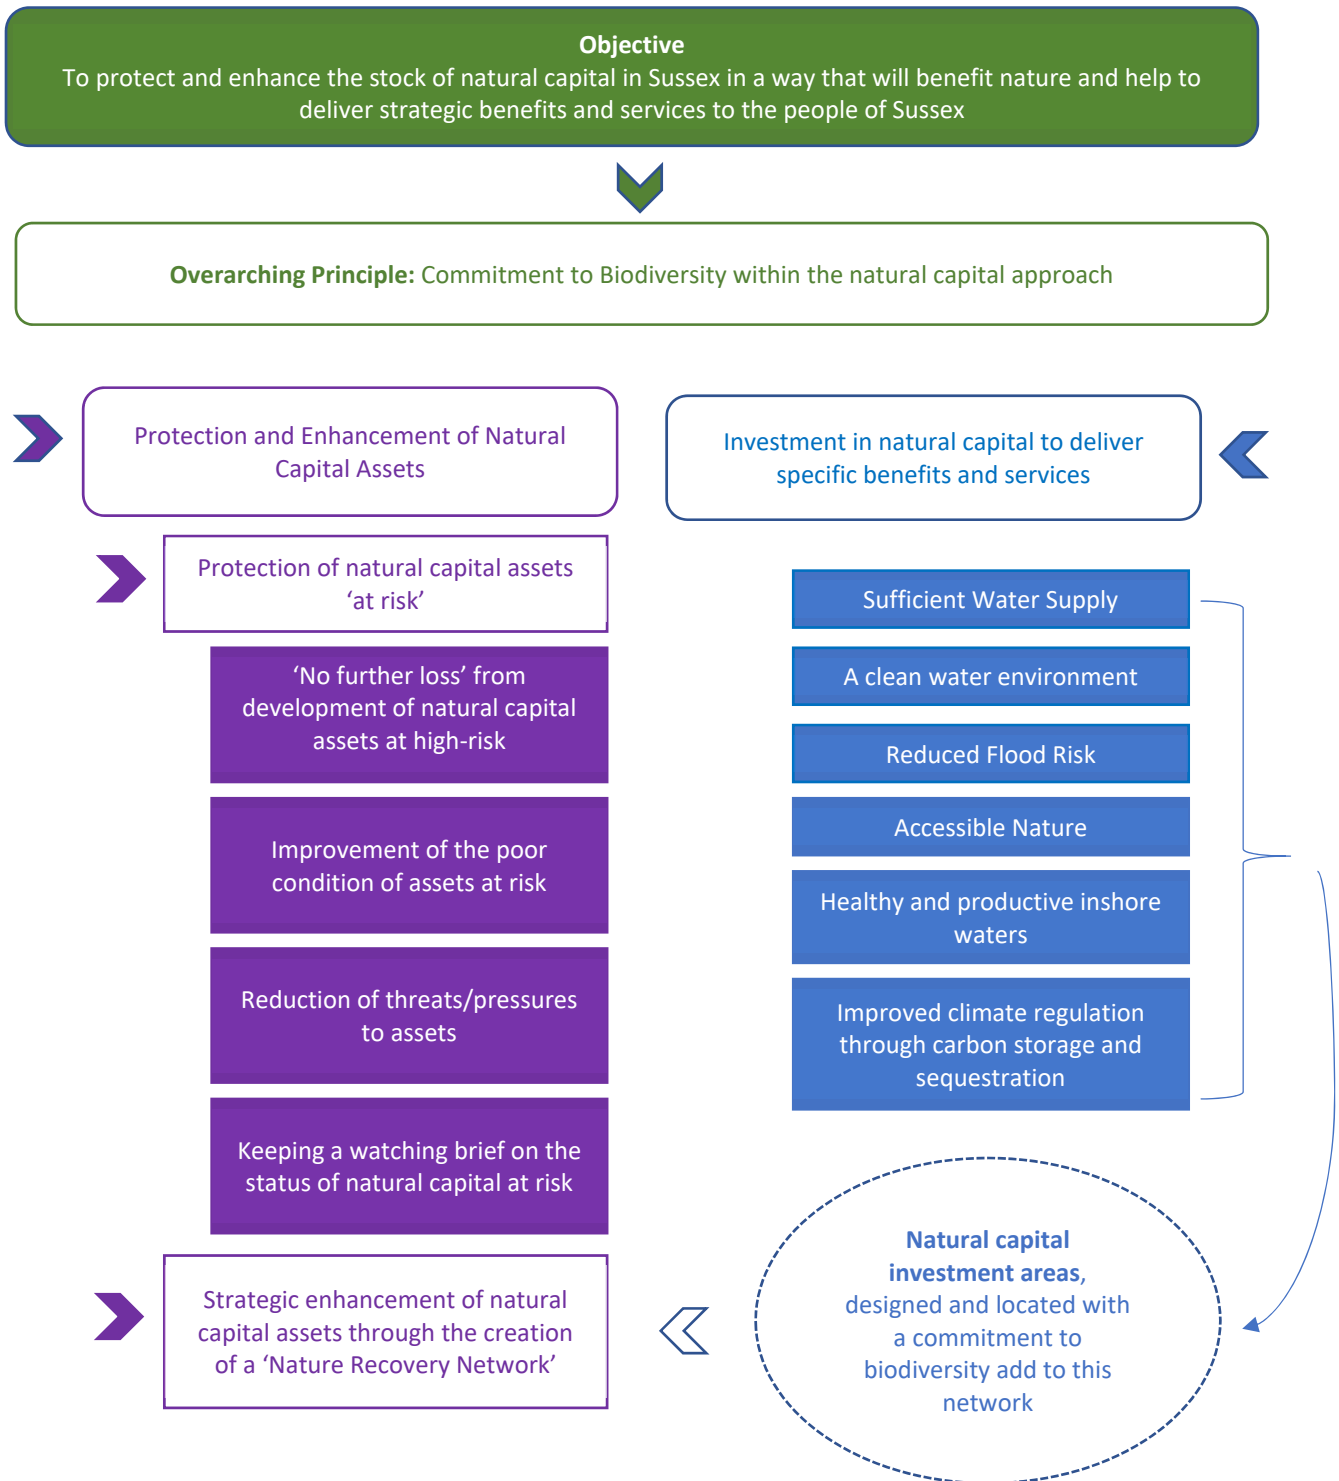 Objective
To protect and enhance the stock of natural capital in Sussex in a way that will benefit nature and help to
deliver strategic benefits and services to the people of Sussex
Overarching Principle: Commitment to Biodiversity within the natural capital approach
Protection and Enhancement of Natural
Capital Assets
Protection of natural capital assets
‘at risk’
‘No further loss’ from
development of natural capital
assets at high-risk
Improvement of the poor
condition of assets at risk
Reduction of threats/pressures
to assets
Keeping a watching brief on the
status of natural capital at risk
Strategic enhancement of natural
capital assets through the creation
of a ‘Nature Recovery Network’
Investment in natural capital to deliver
specific benefits and services
Sufficient Water Supply
A clean water environment
Reduced Flood Risk
Accessible Nature
Healthy and productive inshore
waters
Improved climate regulation
through carbon storage and
sequestration
Natural capital
investment areas,
designed and located with
a commitment to
biodiversity add to this
network